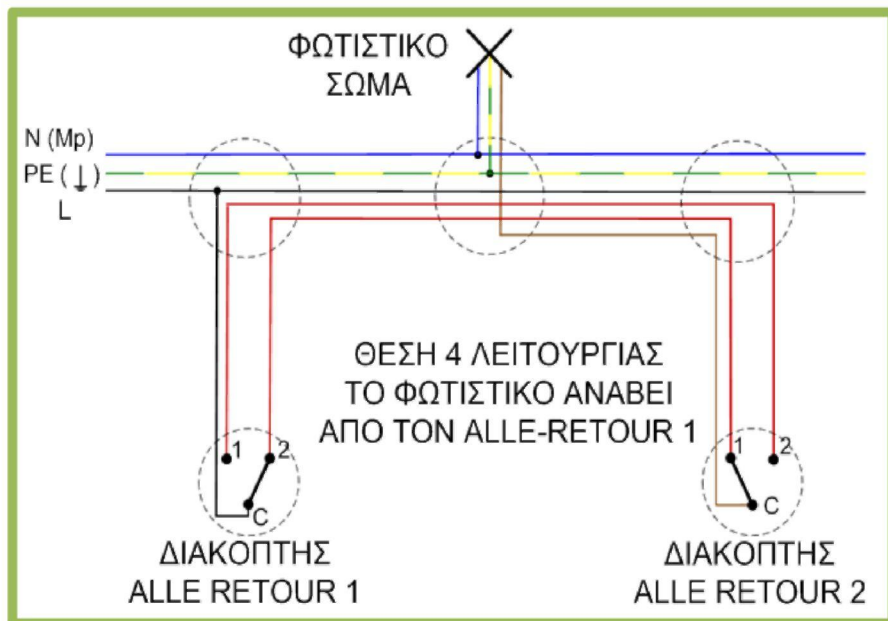 ΦΩΤΙΣΤΙΚΟ
ΣΩΜΑ
N (Mp)
PE (⏚)
L
ΘΕΣΗ 4 ΛΕΙΤΟΥΡΓΙΑΣ
ΤΟ ΦΩΤΙΣΤΙΚΟ ΑΝΑΒΕΙ
ΑΠΟ ΤΟΝ ALLE-RETOUR 1
1 2
C
1 2
C
ΔΙΑΚΟΠΤΗΣ
ALLE RETOUR 1
ΔΙΑΚΟΠΤΗΣ
ALLE RETOUR 2